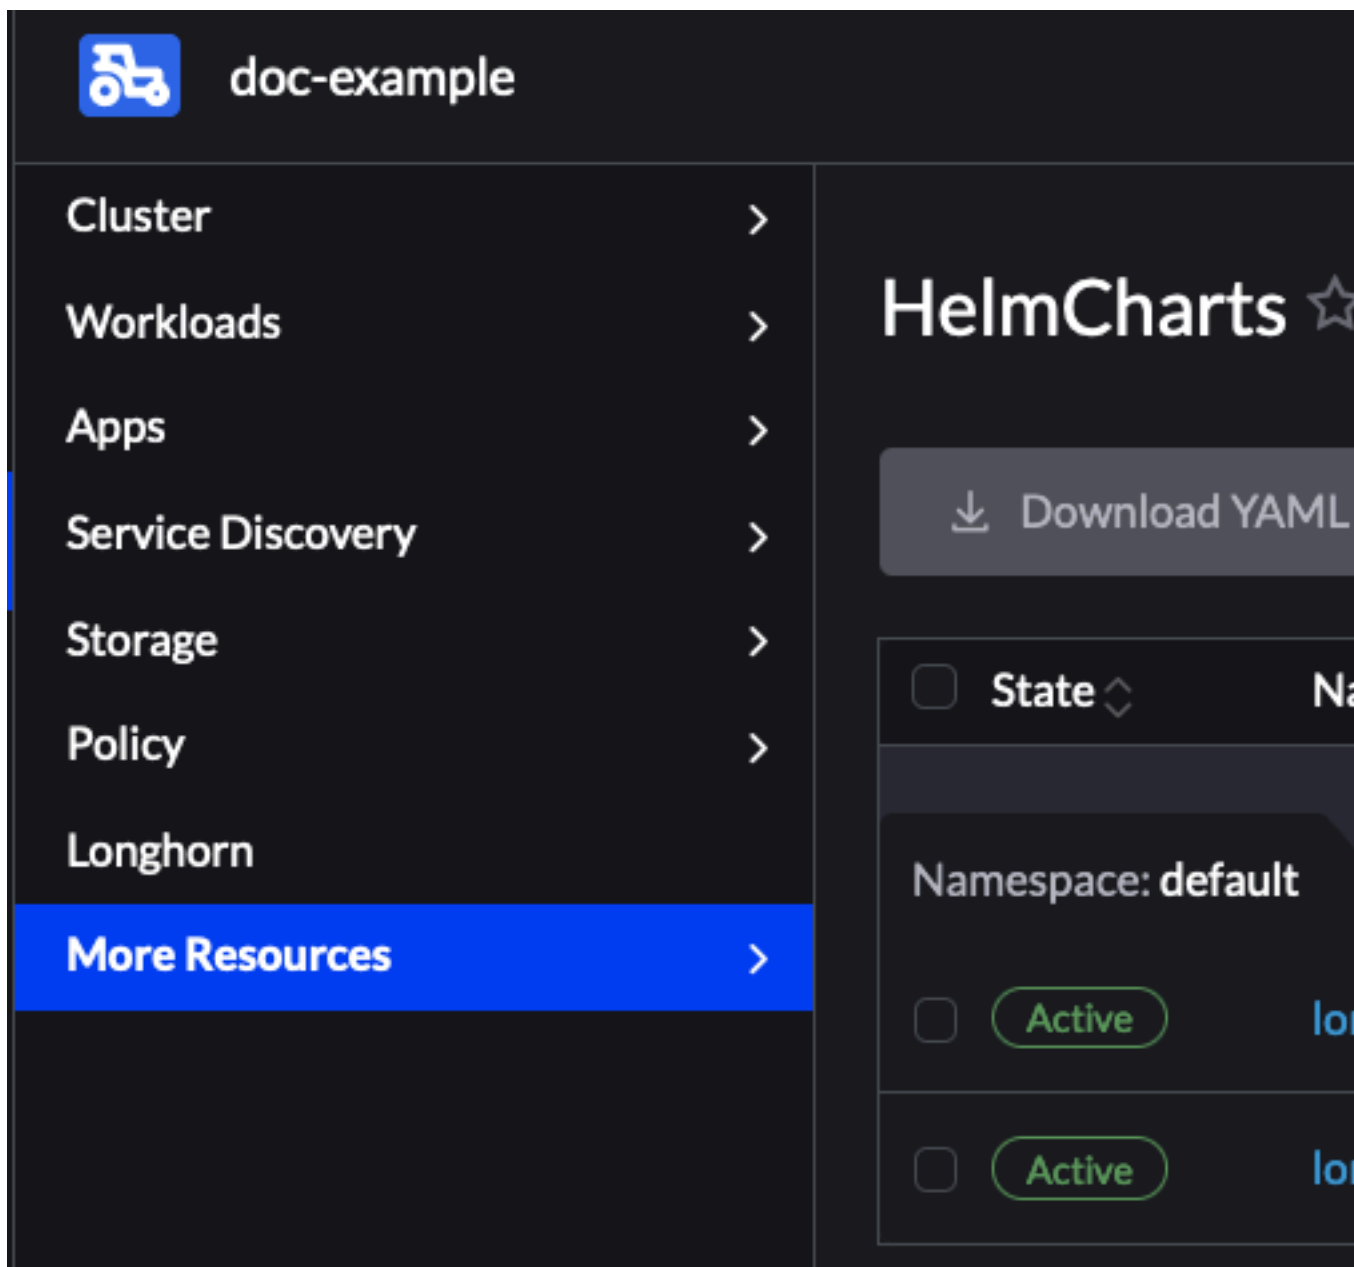 doc-example
Cluster
Workloads
Apps
Service Discovery
Storage
Policy
Longhorn
More Resources
HelmCharts
Download YAML
State
Namespace: default
Active
Active